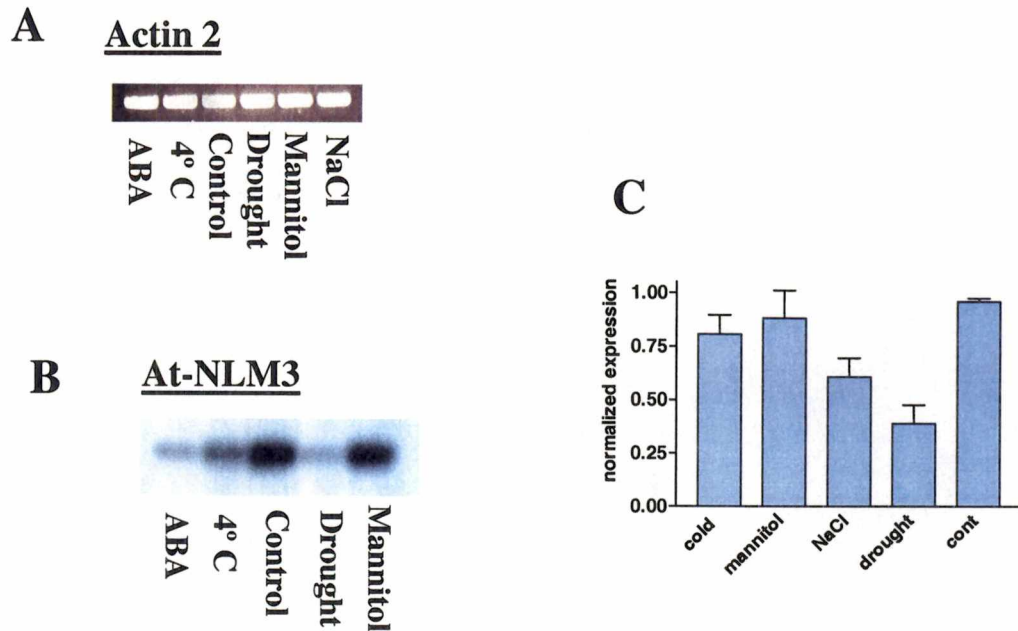 A
Actin 2
ABA
4° C
Control
Drought
Mannitol
NaCl
B
At-NLM3
ABA
4° C
Control
Drought
Mannitol
C
normalized expression
1.00
0.75
0.50
0.25
0.00
cold
mannitol
NaCl
drought
cont